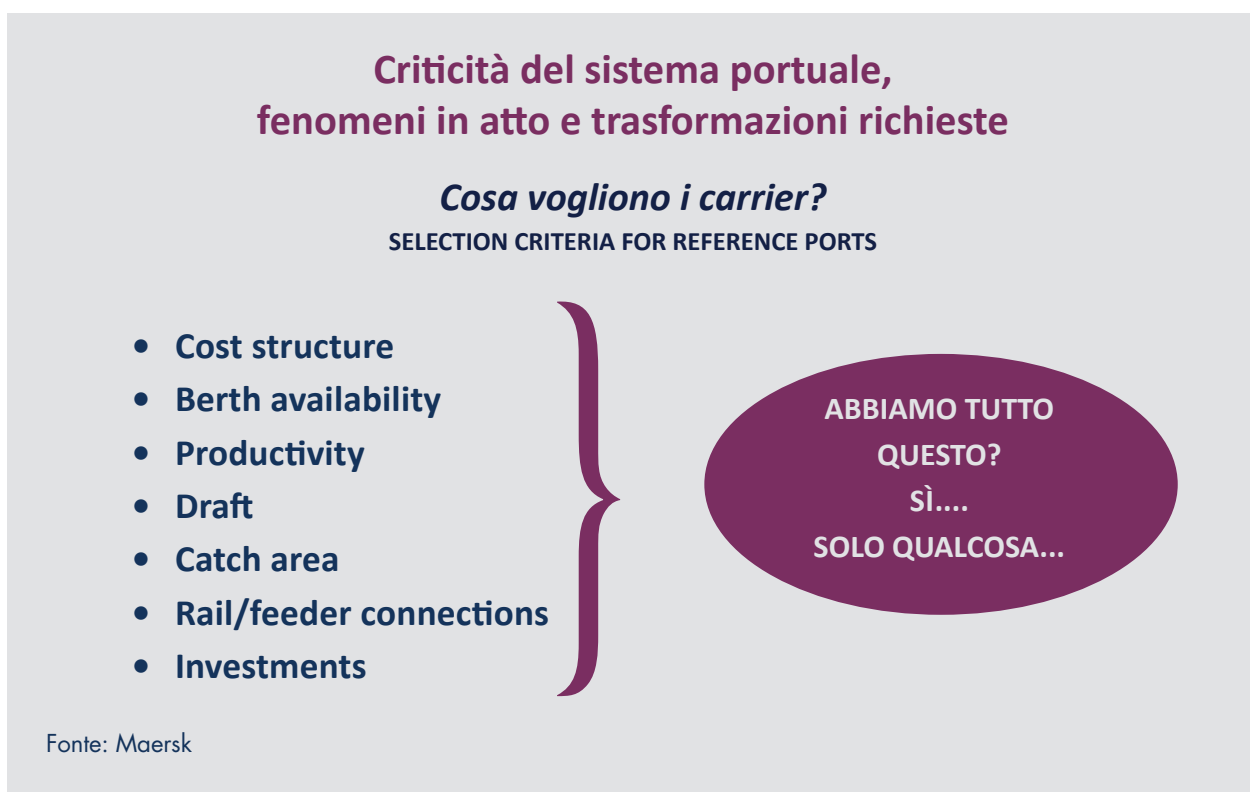 Criticità del sistema portuale,
fenomeni in atto e trasformazioni richieste
Cosa vogliono i carrier?
SELECTION CRITERIA FOR REFERENCE PORTS
• Cost structure
• Berth availability
• Productivity
• Draft
• Catch area
• Rail/feeder connections
• Investments
ABBIAMO TUTTO
QUESTO?
SÌ....
SOLO QUALCOSA...
Fonte: Maersk